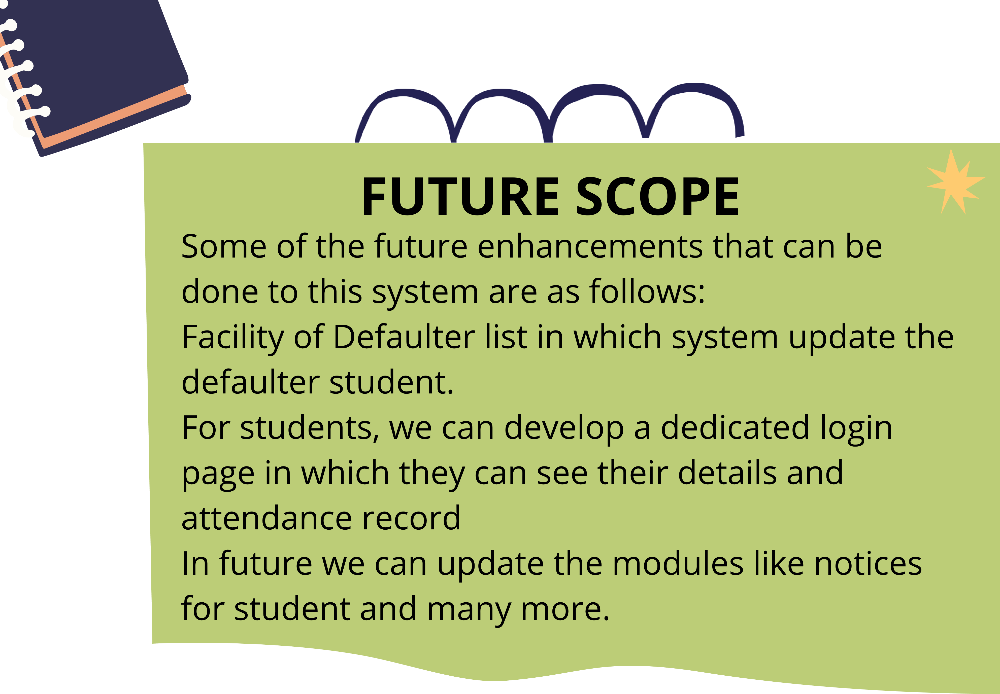 FUTURE SCOPE
Some of the future enhancements that can be
done to this system are as follows:
Facility of Defaulter list in which system update the
defaulter student.
For students, we can develop a dedicated login
page in which they can see their details and
attendance record
In future we can update the modules like notices
for student and many more.